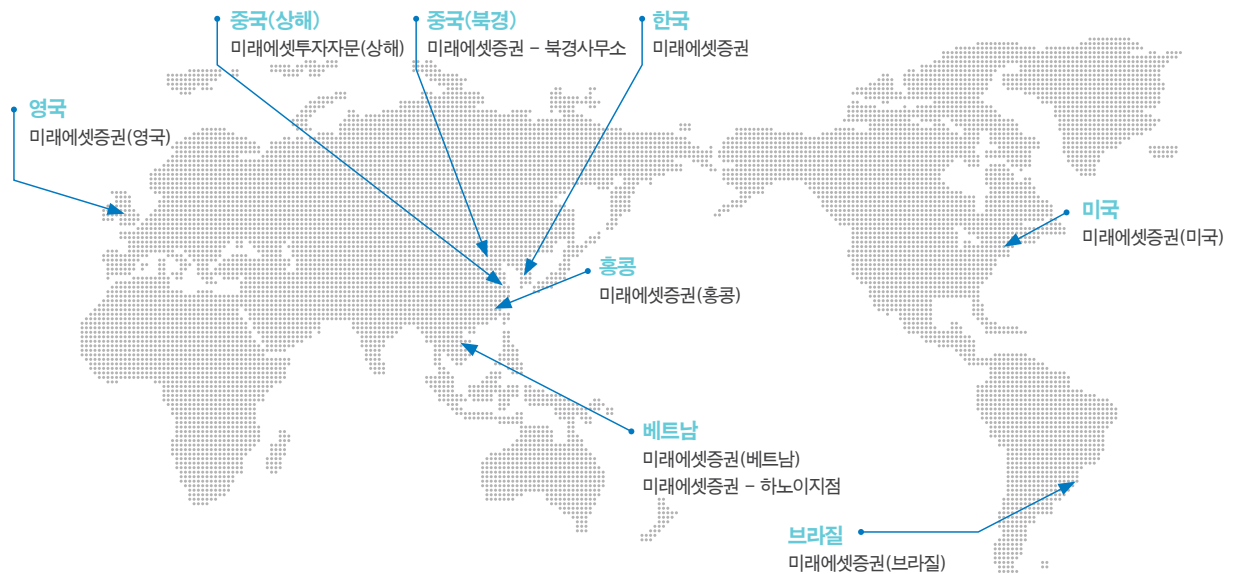 중국(상해)
미래에셋투자자문(상해)
중국(북경)
미래에셋증권 – 북경사무소
한국
미래에셋증권
영국
미래에셋증권(영국)
미국
미래에셋증권(미국)
홍콩
미래에셋증권(홍콩)
베트남
미래에셋증권(베트남)
미래에셋증권 – 하노이지점
브라질
미래에셋증권(브라질)